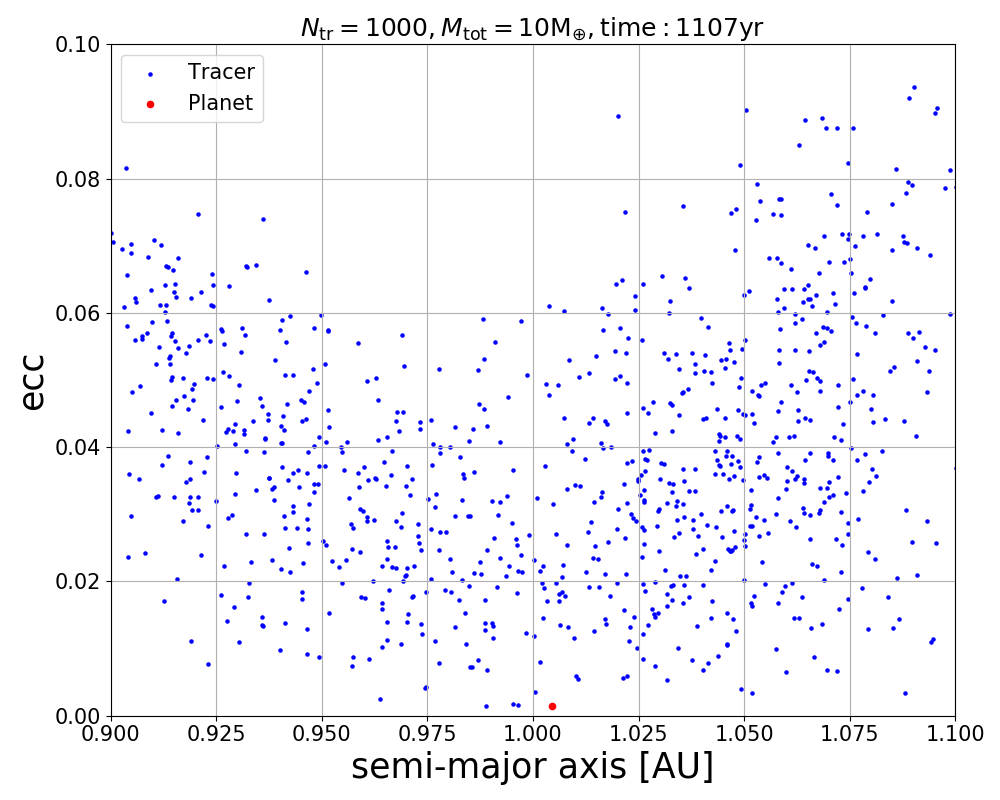 N_tr = 1000, M_tot = 10M_⊕, time : 1107yr
Tracer
Planet
0.10
0.08
0.06
0.04
0.02
0.00
ecc
0.900 0.925 0.950 0.975 1.000 1.025 1.050 1.075 1.100
semi-major axis [AU]